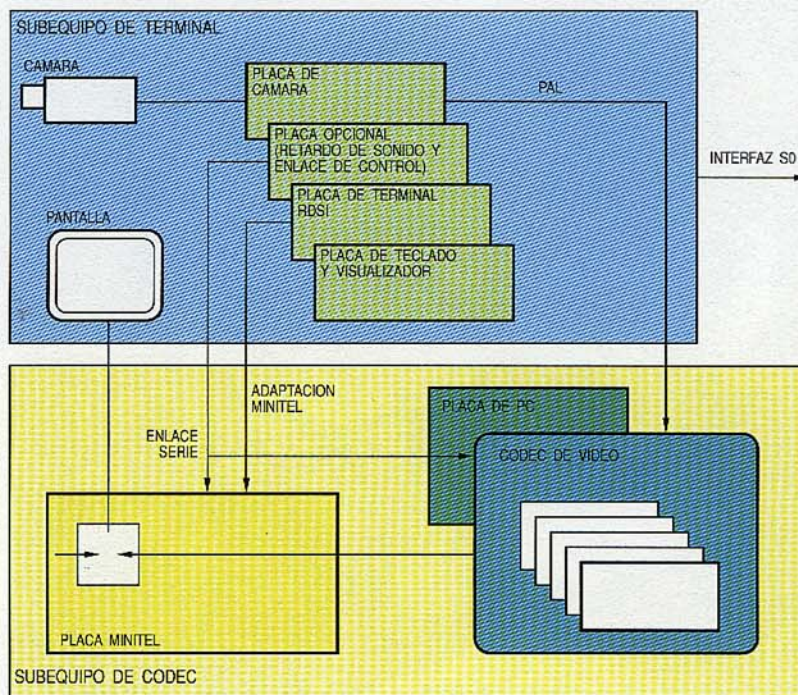 SUBEQUIPO DE TERMINAL
CAMARA
PLACA DE
CAMARA
PAL
PLACA OPCIONAL
(RETARDO DE SONIDO Y
ENLACE DE CONTROL)
INTERFAZ S0
PLACA DE TERMINAL
RDSI
PANTALLA
PLACA DE TECLADO
Y VISUALIZADOR
ADAPTACION
MINITEL
PLACA DE PC
ENLACE
SERIE
CODEC DE VIDEO
PLACA MINITEL
SUBEQUIPO DE CODEC